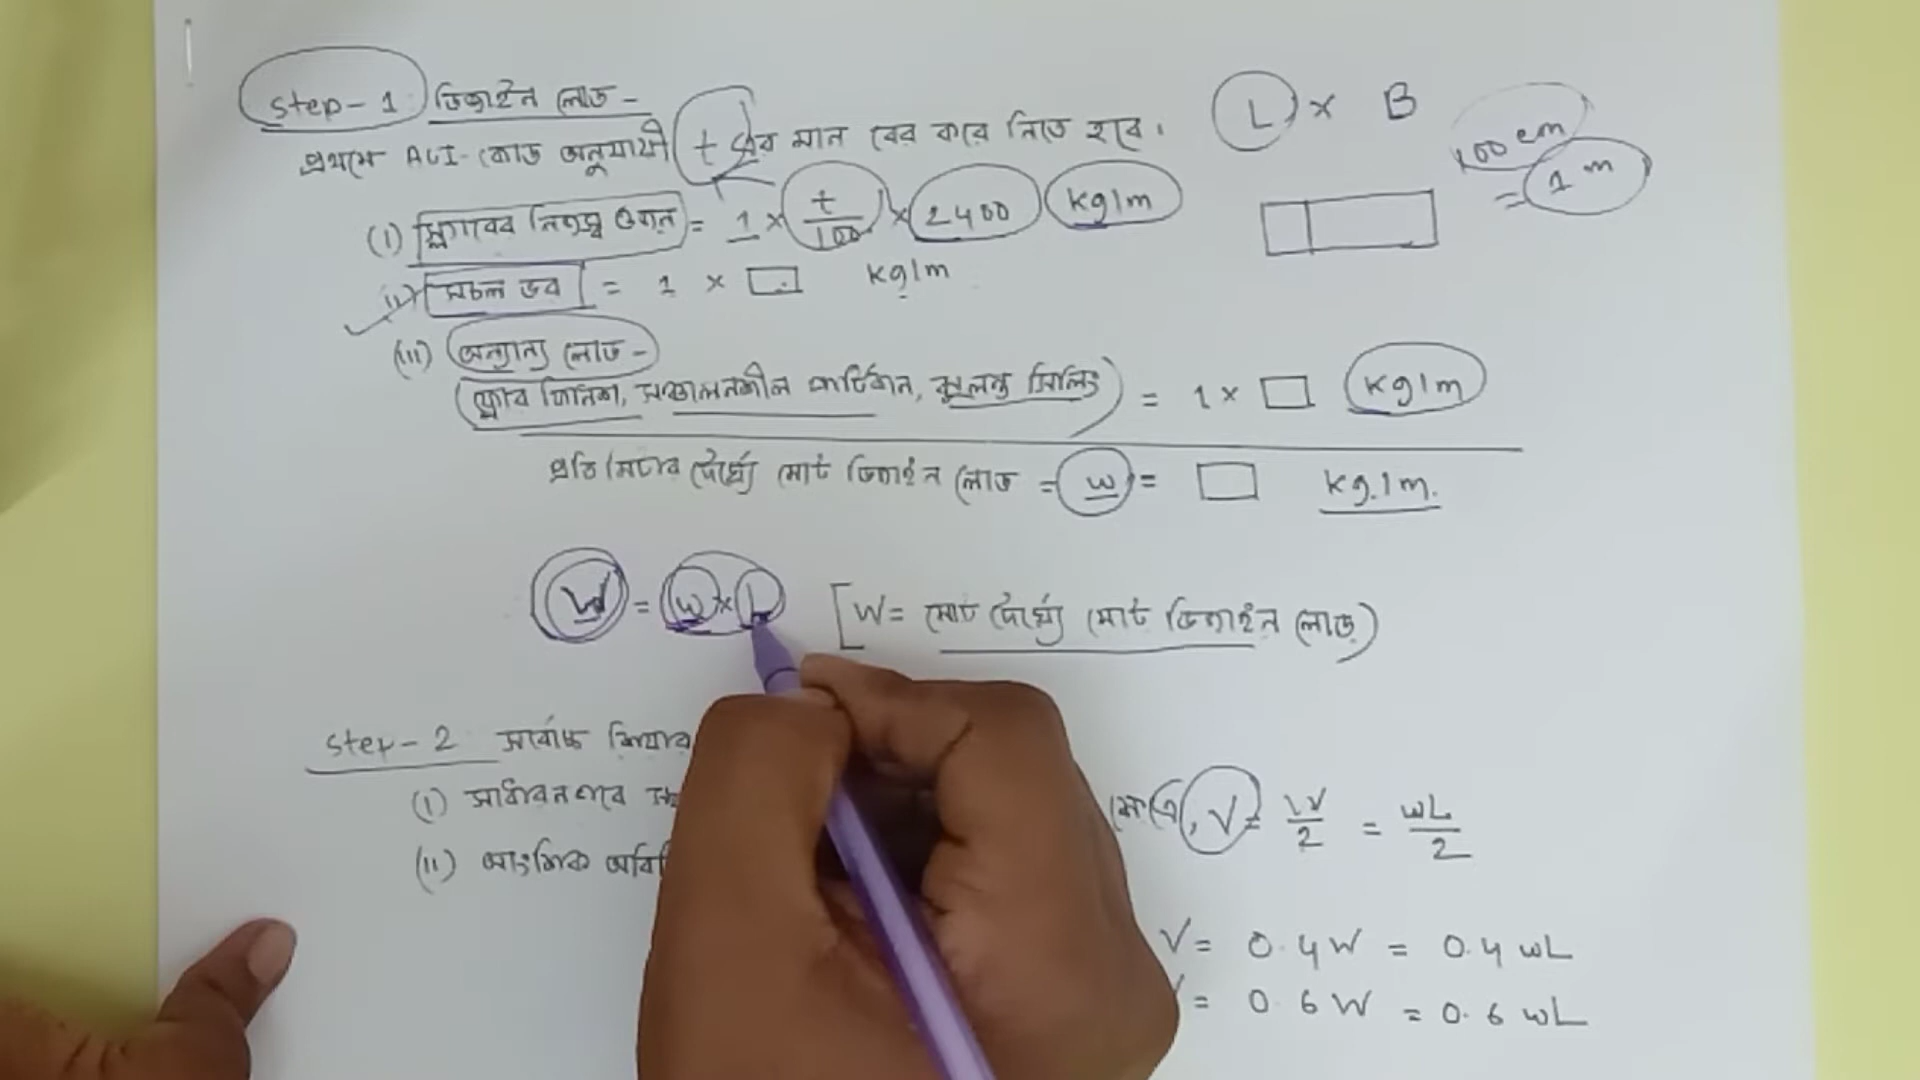 Step-1 ডিজাইন লোড -
L × B
প্রথমে ACI-কোড অনুযায়ী t এর মান বের করে নিতে হবে।
100 cm
= 1 m
(i) স্লাবের নিজস্ব ওজন = 1 × t/100 × 2400 kg/m
(ii) সচল ভর = 1 × □ kg/m
(iii) অন্যান্য লোড -
(ফ্লোর ফিনিশ, সঞ্চালনশীল পার্টিশন, ঝুলন্ত সিলিং) = 1 × □ kg/m
প্রতি মিটার দৈর্ঘ্যে মোট ডিজাইন লোড = w = □ kg/m.
W = w × L [W = মোট দৈর্ঘ্যে মোট ডিজাইন লোড)
Step-2 সর্বোচ্চ শিয়ার
(i) সাধারনভাবে
V = W/2 = wL/2
(ii) আংশিক
V = 0.4 W = 0.4 wL
= 0.6 W = 0.6 wL